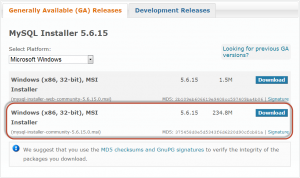 Generally Available (GA) Releases
Development Releases
MySQL Installer 5.6.15
Select Platform:
Looking for previous GA versions?
Microsoft Windows
Windows (x86, 32-bit), MSI Installer
5.6.15
1.5M
Download
(mysql-installer-web-community-5.6.15.0.msi)
MD5:
Signature
Windows (x86, 32-bit), MSI Installer
5.6.15
234.8M
Download
(mysql-installer-community-5.6.15.0.msi)
MD5:
Signature
We suggest that you use the MD5 checksums and GnuPG signatures to verify the integrity of
the packages you download.